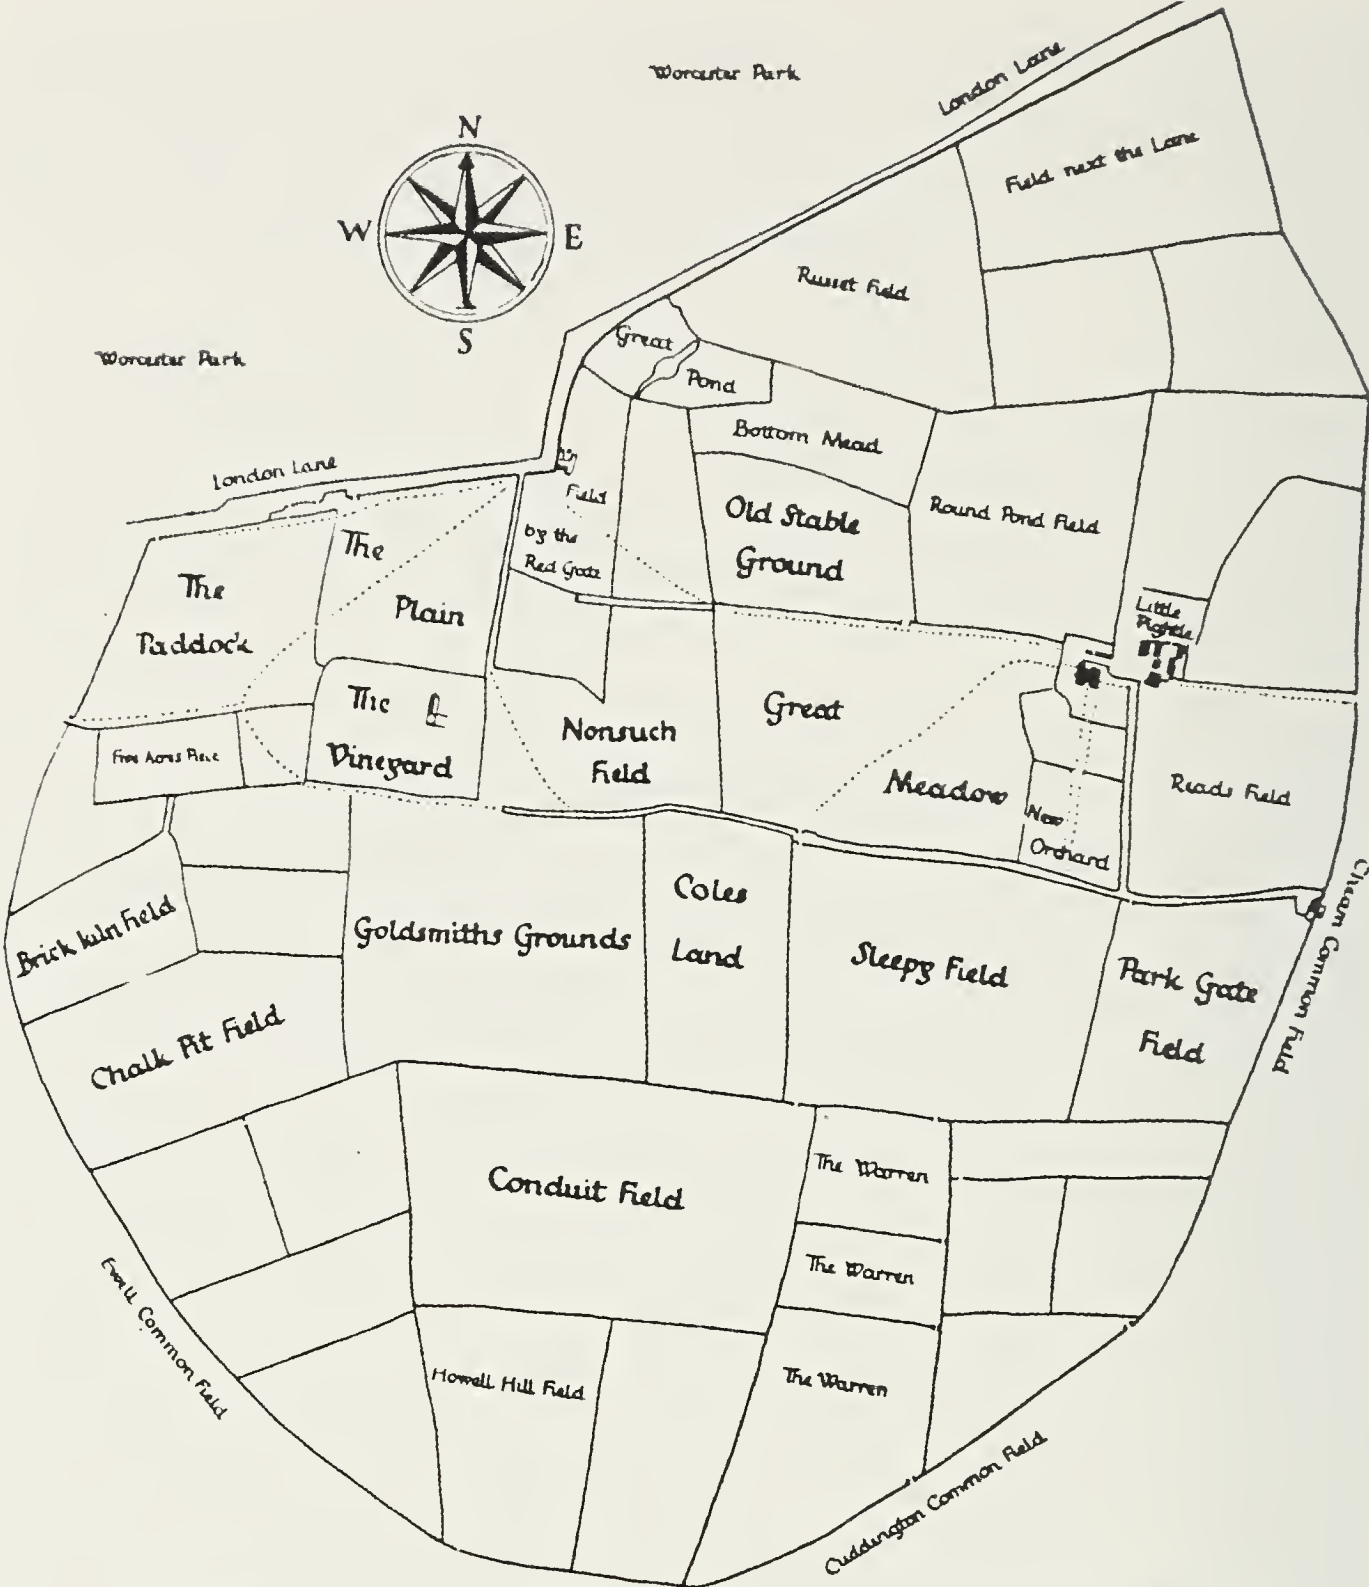 Worcester Park
London Lane
Field next the Lane
N
W
E
S
Russet Field
Worcester Park
Great
Pond
Bottom Mead
London Lane
Field
by the
Red Gate
Old Stable
Ground
Round Pond Field
The
Plain
The
Paddock
Little
Pightle
The
Vineyard
Nonsuch
Field
Great
Meadow
Five Acres Piece
Reads Field
New
Orchard
Coles
Land
Brick kiln Field
Goldsmiths Grounds
Sleepy Field
Park Gate
Field
Cheam Common Field
Chalk Pit Field
Conduit Field
The Warren
The Warren
The Warren
Howell Hill Field
Ewell Common Field
Cuddington Common Field